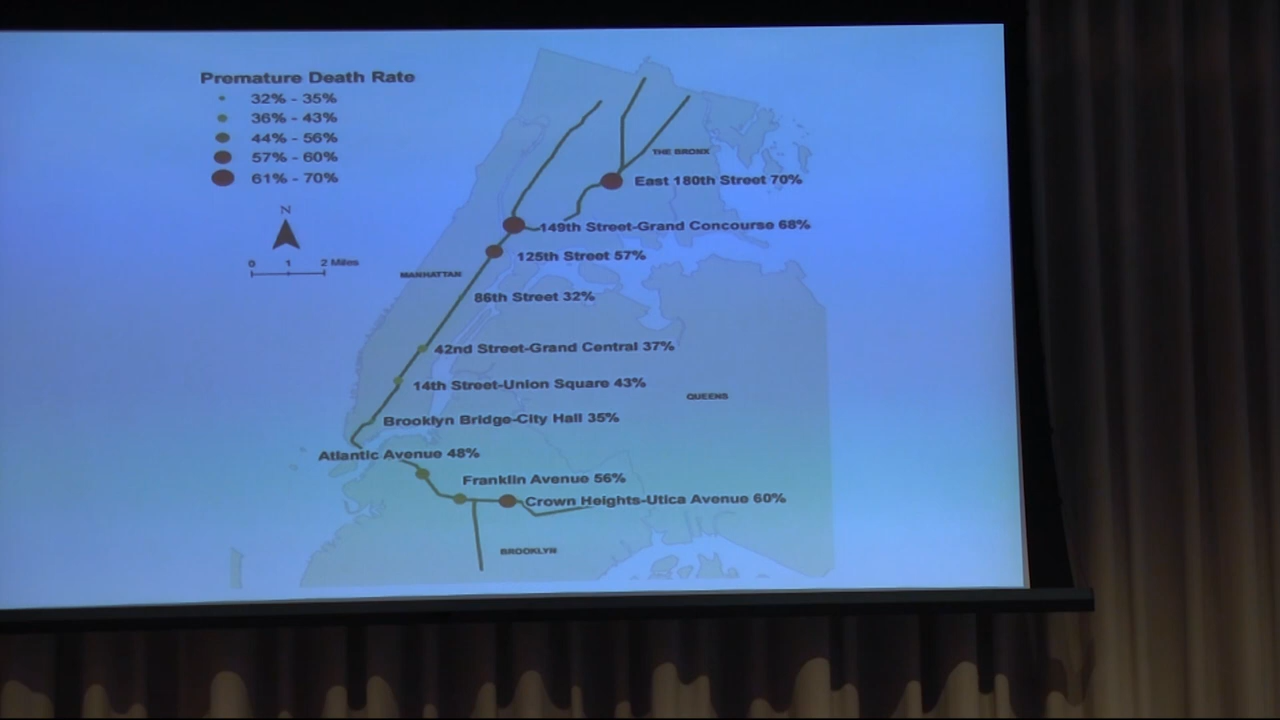 Premature Death Rate
32% - 35%
36% - 43%
44% - 56%
57% - 60%
61% - 70%
N
0 1 2 Miles
THE BRONX
East 180th Street 70%
149th Street-Grand Concourse 68%
125th Street 57%
MANHATTAN
86th Street 32%
42nd Street-Grand Central 37%
14th Street-Union Square 43%
QUEENS
Brooklyn Bridge-City Hall 35%
Atlantic Avenue 48%
Franklin Avenue 56%
Crown Heights-Utica Avenue 60%
BROOKLYN